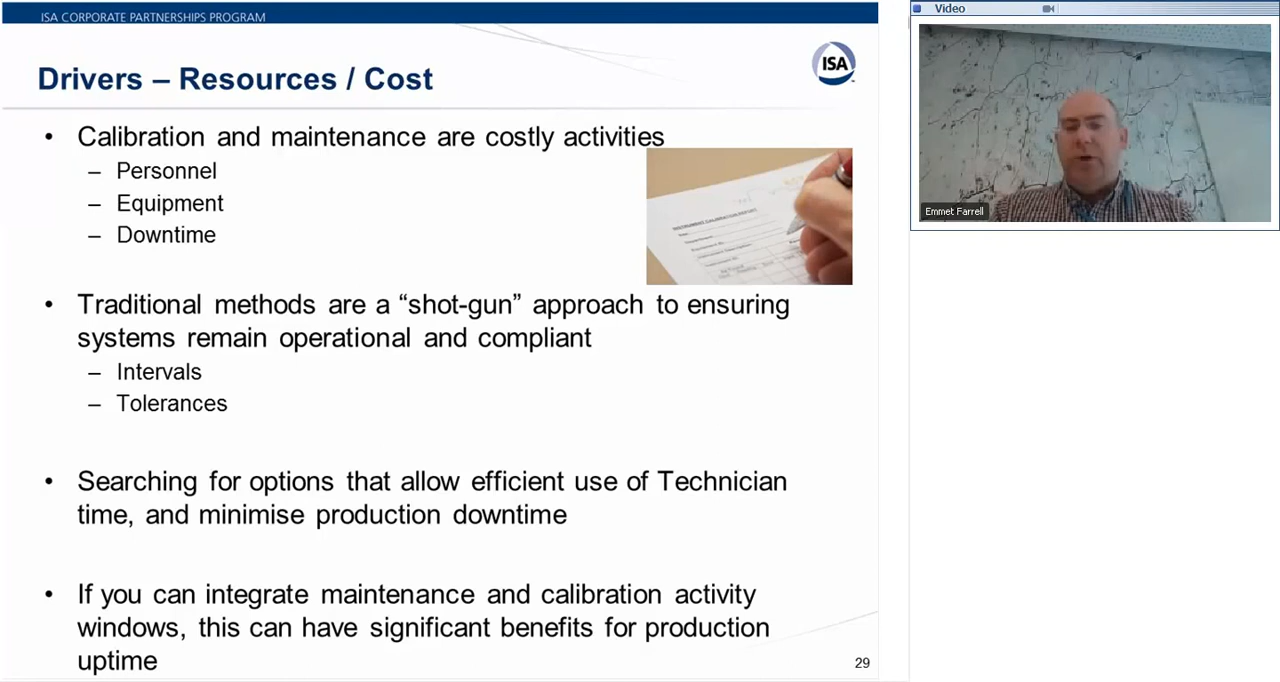 ISA CORPORATE PARTNERSHIPS PROGRAM
Drivers – Resources / Cost
ISA
• Calibration and maintenance are costly activities
– Personnel
– Equipment
– Downtime
INSTRUMENT CALIBRATION REPORT
• Traditional methods are a “shot-gun” approach to ensuring
systems remain operational and compliant
– Intervals
– Tolerances
• Searching for options that allow efficient use of Technician
time, and minimise production downtime
• If you can integrate maintenance and calibration activity
windows, this can have significant benefits for production
uptime
29
Video
Emmet Farrell